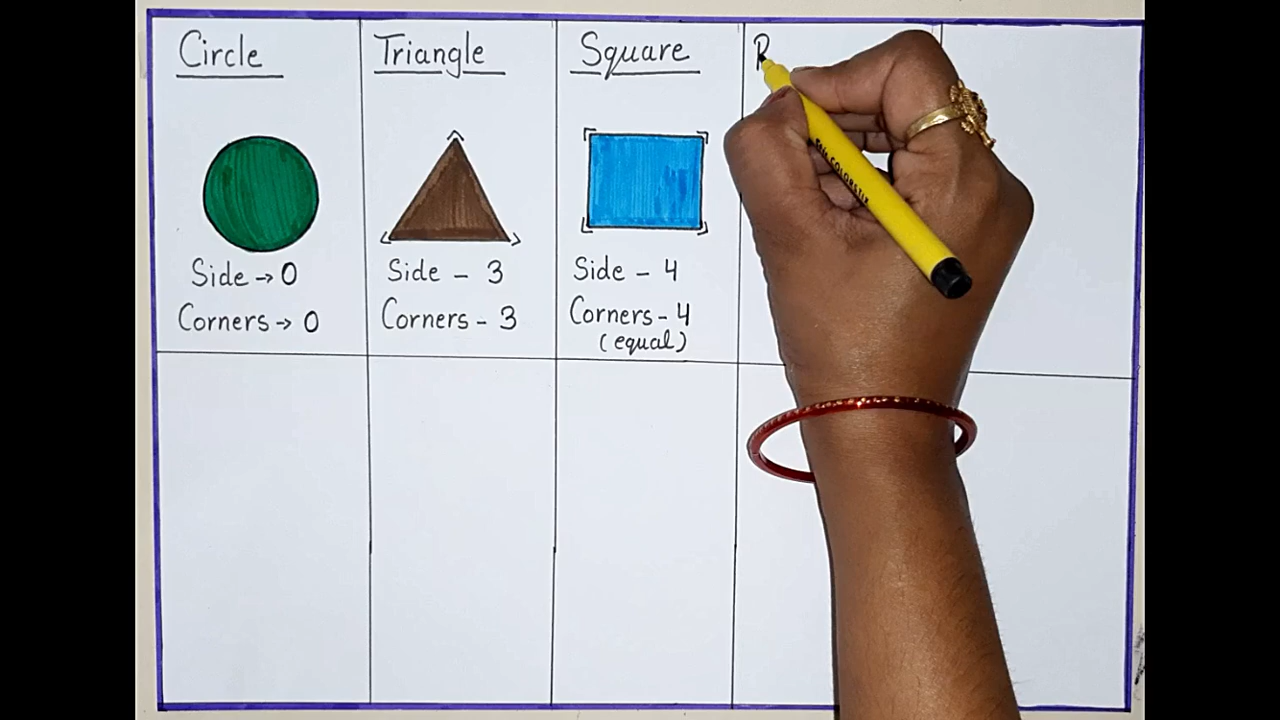 Circle
Side → 0
Corners → 0
Triangle
Side - 3
Corners - 3
Square
Side - 4
Corners - 4
(equal)
R